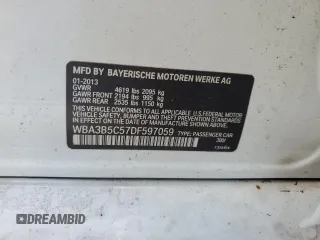 MFD BY BAYERISCHE MOTOREN WERKE AG
01-2013
GVWR 4619 lbs 2095 kg
GAWR FRONT 2194 lbs 995 kg
GAWR REAR 2535 lbs 1150 kg
THIS VEHICLE CONFORMS TO ALL APPLICABLE
U.S. FEDERAL MOTOR VEHICLE SAFETY, BUMPER,
AND THEFT PREVENTION STANDARDS IN
EFFECT ON THE DATE OF MANUFACTURE SHOWN ABOVE.
WBA3B5C57DF597059 TYPE: PASSENGER CAR
DREAMBID